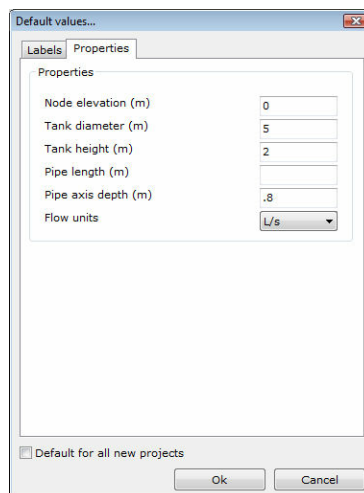 Default values...
Labels Properties
Properties
Node elevation (m) 0
Tank diameter (m) 5
Tank height (m) 2
Pipe length (m)
Pipe axis depth (m) .8
Flow units L/s
Default for all new projects
Ok Cancel